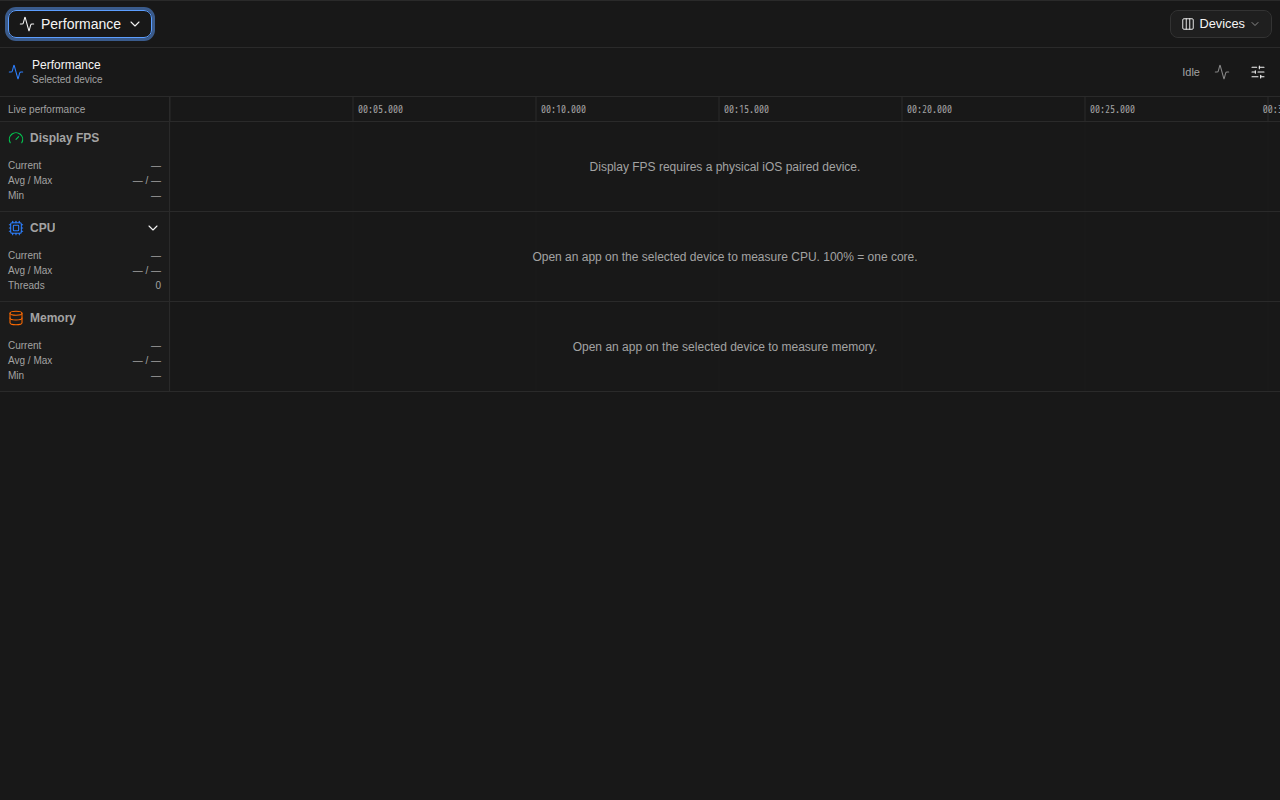 Performance
Devices
Performance
Selected device
Idle
Live performance
00:05.000
00:10.000
00:15.000
00:20.000
00:25.000
Display FPS
Current —
Avg / Max — / —
Min —
Display FPS requires a physical iOS paired device.
CPU
Current —
Avg / Max — / —
Threads 0
Open an app on the selected device to measure CPU. 100% = one core.
Memory
Current —
Avg / Max — / —
Min —
Open an app on the selected device to measure memory.